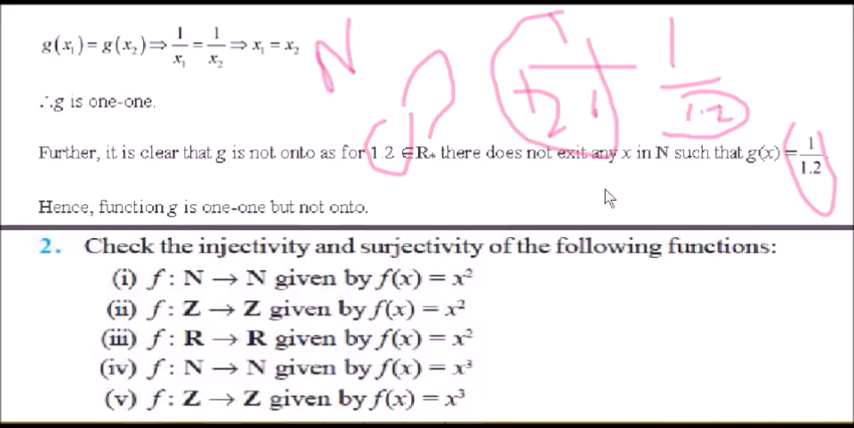 g(x₁) = g(x₂) ⇒ 1/x₁ = 1/x₂ ⇒ x₁ = x₂
N
1/1.2
∴g is one-one.
Further, it is clear that g is not onto as for 1.2 ∈R* there does not exit any x in N such that g(x) = 1/1.2
Hence, function g is one-one but not onto.
2. Check the injectivity and surjectivity of the following functions:
(i) f : N → N given by f(x) = x²
(ii) f : Z → Z given by f(x) = x²
(iii) f : R → R given by f(x) = x²
(iv) f : N → N given by f(x) = x³
(v) f : Z → Z given by f(x) = x³